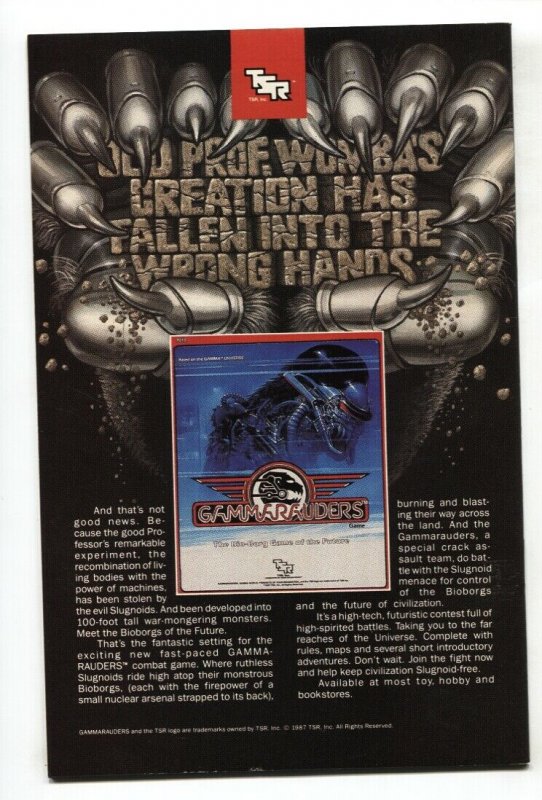 TSR
TSR, Inc.
OLD PROF. WOMBA'S
CREATION HAS
FALLEN INTO THE
WRONG HANDS.
Based on the GAMMA™ UNIVERSE
GAMMARAUDERS™
Game
The Bio-Borg Game of the Future
TSR
And that's not
good news. Be-
cause the good Pro-
fessor's remarkable
experiment, the
recombination of liv-
ing bodies with the
power of machines,
has been stolen by
the evil Slugnoids. And been developed into
100-foot tall war-mongering monsters.
Meet the Bioborgs of the Future.
That's the fantastic setting for the
exciting new fast-paced GAMMA-
RAUDERS™ combat game. Where ruthless
Slugnoids ride high atop their monstrous
Bioborgs, (each with the firepower of a
small nuclear arsenal strapped to its back),
burning and blast-
ing their way across
the land. And the
Gammarauders, a
special crack as-
sault team, do bat-
tle with the Slugnoid
menace for control
of the Bioborgs
and the future of civilization.
It's a high-tech, futuristic contest full of
high-spirited battles. Taking you to the far
reaches of the Universe. Complete with
rules, maps and several short introductory
adventures. Don't wait. Join the fight now
and help keep civilization Slugnoid-free.
Available at most toy, hobby and
bookstores.
GAMMARAUDERS and the TSR logo are trademarks owned by TSR, Inc. © 1987 TSR, Inc. All Rights Reserved.